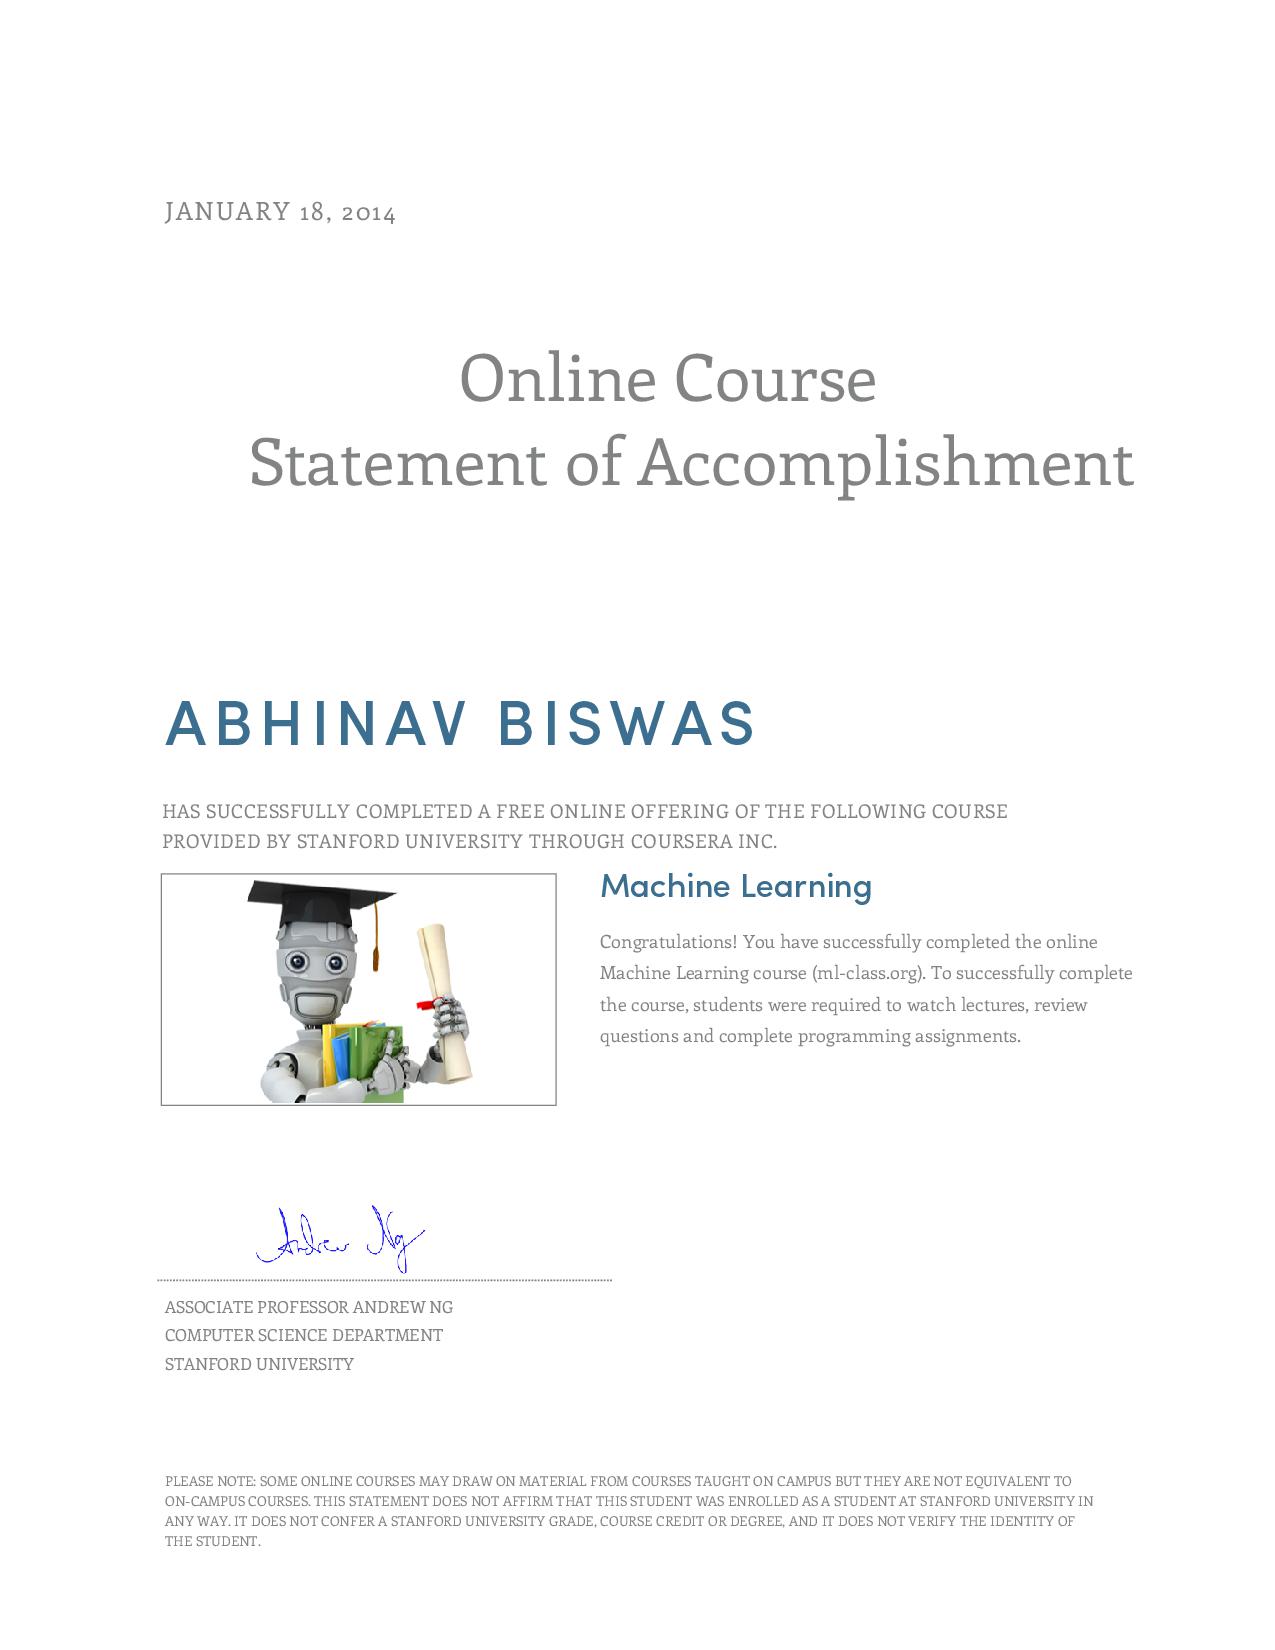 JANUARY 18, 2014
Online Course
Statement of Accomplishment
ABHINAV BISWAS
HAS SUCCESSFULLY COMPLETED A FREE ONLINE OFFERING OF THE FOLLOWING COURSE
PROVIDED BY STANFORD UNIVERSITY THROUGH COURSERA INC.
Machine Learning
Congratulations! You have successfully completed the online
Machine Learning course (ml-class.org). To successfully complete
the course, students were required to watch lectures, review
questions and complete programming assignments.
Andrew Ng
ASSOCIATE PROFESSOR ANDREW NG
COMPUTER SCIENCE DEPARTMENT
STANFORD UNIVERSITY
PLEASE NOTE: SOME ONLINE COURSES MAY DRAW ON MATERIAL FROM COURSES TAUGHT ON CAMPUS BUT THEY ARE NOT EQUIVALENT TO
ON-CAMPUS COURSES. THIS STATEMENT DOES NOT AFFIRM THAT THIS STUDENT WAS ENROLLED AS A STUDENT AT STANFORD UNIVERSITY IN
ANY WAY. IT DOES NOT CONFER A STANFORD UNIVERSITY GRADE, COURSE CREDIT OR DEGREE, AND IT DOES NOT VERIFY THE IDENTITY OF
THE STUDENT.